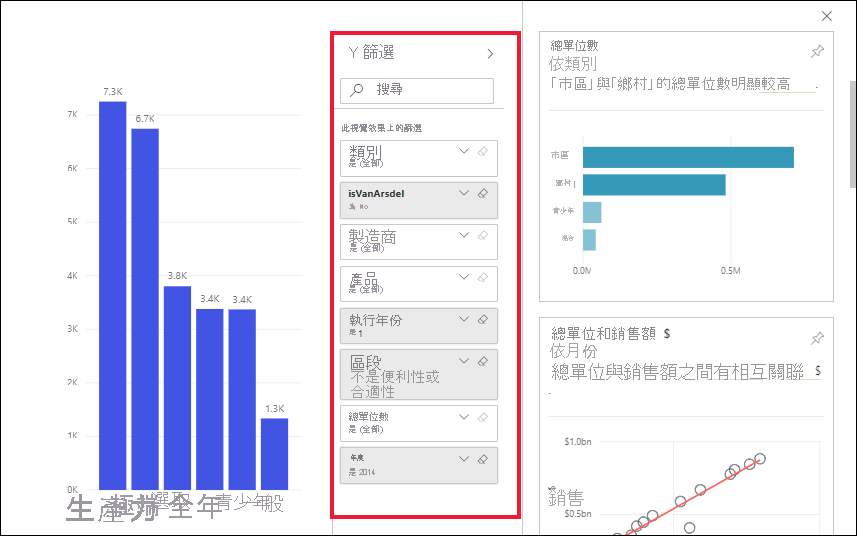 7.3K
6.7K
3.8K
3.4K
3.4K
1.3K
7K
6K
5K
4K
3K
2K
1K
0K
生產力
極致
選取
全年
青少年
一般
篩選
搜尋
此視覺效果上的篩選
類別
是 (全部)
isVanArsdel
為 No
製造商
是 (全部)
產品
是 (全部)
執行年份
是 1
區段
不是便利性或
合適性
總單位數
是 (全部)
年度
是 2014
總單位數
依類別
「市區」與「鄉村」的總單位數明顯較高 .
市區
鄉村
青少年
混合
0.0M
0.5M
總單位和銷售額 $
依月份
總單位與銷售額之間有相互關聯 $
.
$1.0bn
銷售
$0.5bn